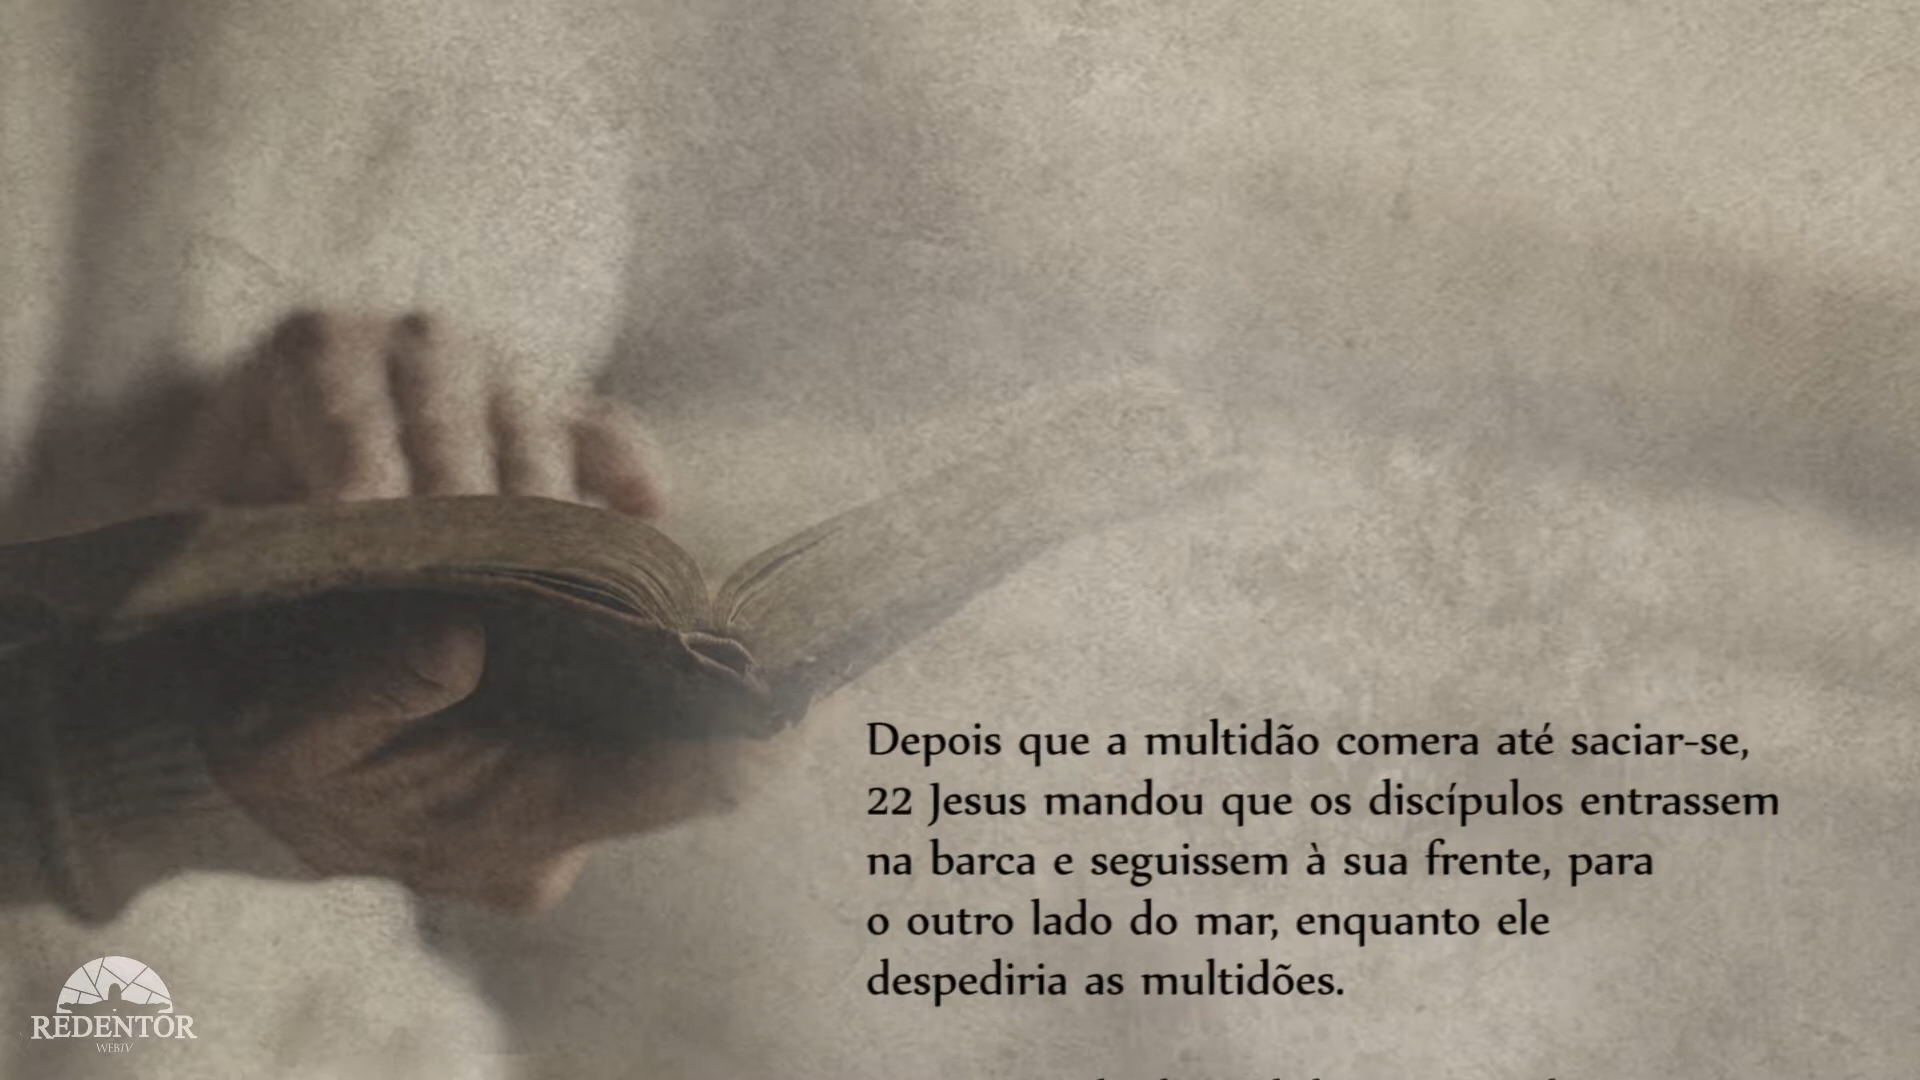 Depois que a multidão comera até saciar-se,
22 Jesus mandou que os discípulos entrassem
na barca e seguissem à sua frente, para
o outro lado do mar, enquanto ele
despediria as multidões.
REDENTOR
WEBTV